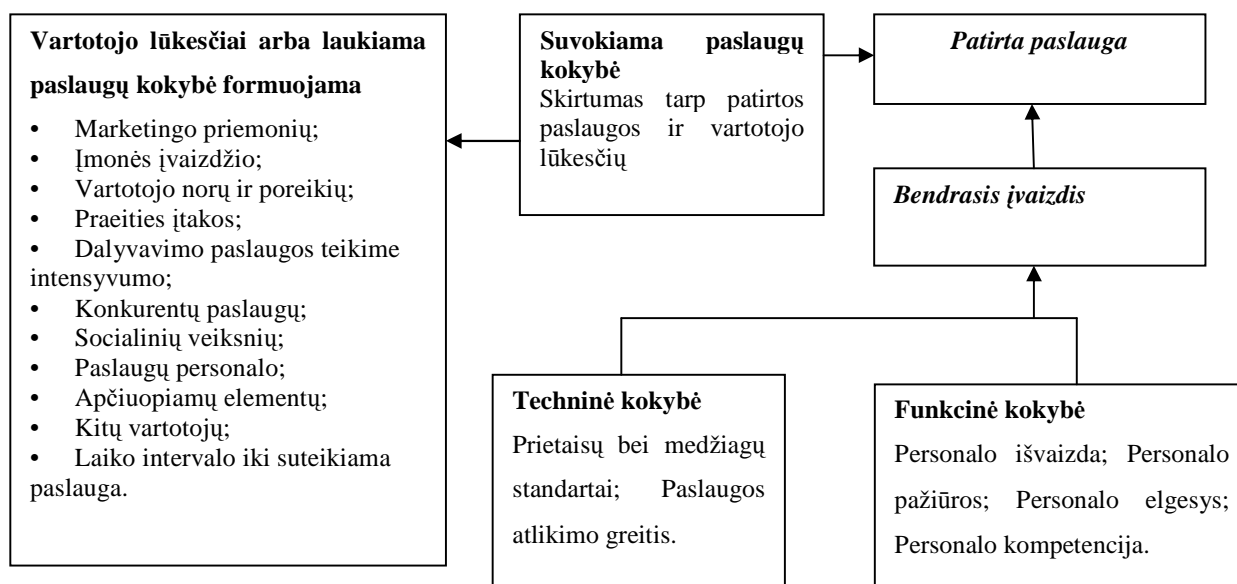 Vartotojo lūkesčiai arba laukiama
paslaugų kokybė formuojama
• Marketingo priemonių;
• Įmonės įvaizdžio;
• Vartotojo norų ir poreikių;
• Praeities įtakos;
• Dalyvavimo paslaugos teikime
intensyvumo;
• Konkurentų paslaugų;
• Socialinių veiksnių;
• Paslaugų personalo;
• Apčiuopiamų elementų;
• Kitų vartotojų;
• Laiko intervalo iki suteikiama
paslauga.
Suvokiama paslaugų
kokybė
Skirtumas tarp patirtos
paslaugos ir vartotojo
lūkesčių
Patirta paslauga
Bendrasis įvaizdis
Techninė kokybė
Prietaisų bei medžiagų
standartai; Paslaugos
atlikimo greitis.
Funkcinė kokybė
Personalo išvaizda; Personalo
pažiūros; Personalo elgesys;
Personalo kompetencija.